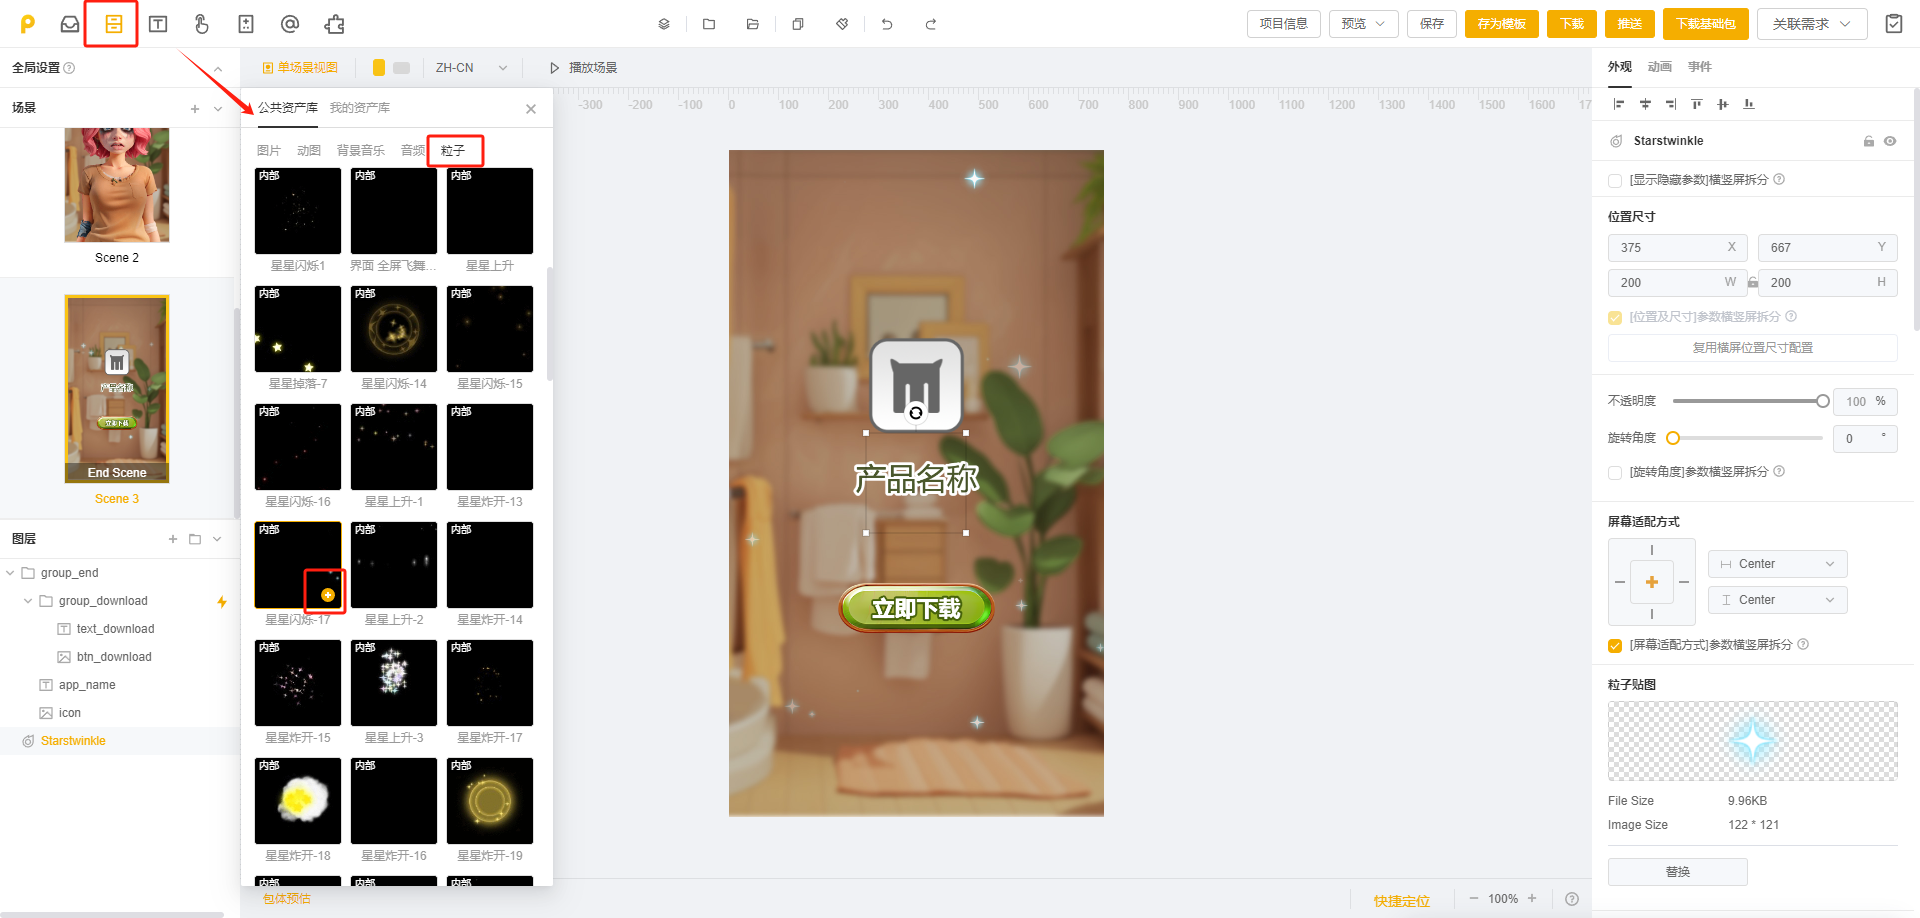 项目信息
预览
保存
存为模板
下载
推送
下载基础包
关联需求
全局设置
单场景视图
ZH-CN
播放场景
外观 动画 事件
场景
公共资产库 我的资产库
-300 -200 -100 0 100 200 300 400 500 600 700 800 900 1000 1100 1200 1300 1400 1500 1600 17
图片 动图 背景音乐 音频 粒子
Scene 2
End Scene
Scene 3
产品名称
立即下载
内部 内部 内部
星星闪烁1 界面 全屏飞舞... 星星上升
内部 内部 内部
星星掉落-7 星星闪烁-14 星星闪烁-15
内部 内部 内部
星星闪烁-16 星星上升-1 星星炸开-13
内部 内部 内部
星星闪烁-17 星星上升-2 星星炸开-14
内部 内部 内部
星星炸开-15 星星上升-3 星星炸开-17
内部 内部 内部
星星炸开-18 星星炸开-16 星星炸开-19
内部 内部 内部
包体预估
图层
group_end
group_download
text_download
btn_download
app_name
icon
Starstwinkle
产品名称
立即下载
快捷定位
100%
Starstwinkle
[显示隐藏参数]横竖屏拆分
位置尺寸
375 X 667 Y
200 W 200 H
[位置及尺寸]参数横竖屏拆分
复用横屏位置尺寸配置
不透明度 100 %
旋转角度 0 °
[旋转角度]参数横竖屏拆分
屏幕适配方式
Center
Center
[屏幕适配方式]参数横竖屏拆分
粒子贴图
File Size 9.96KB
Image Size 122 * 121
替换